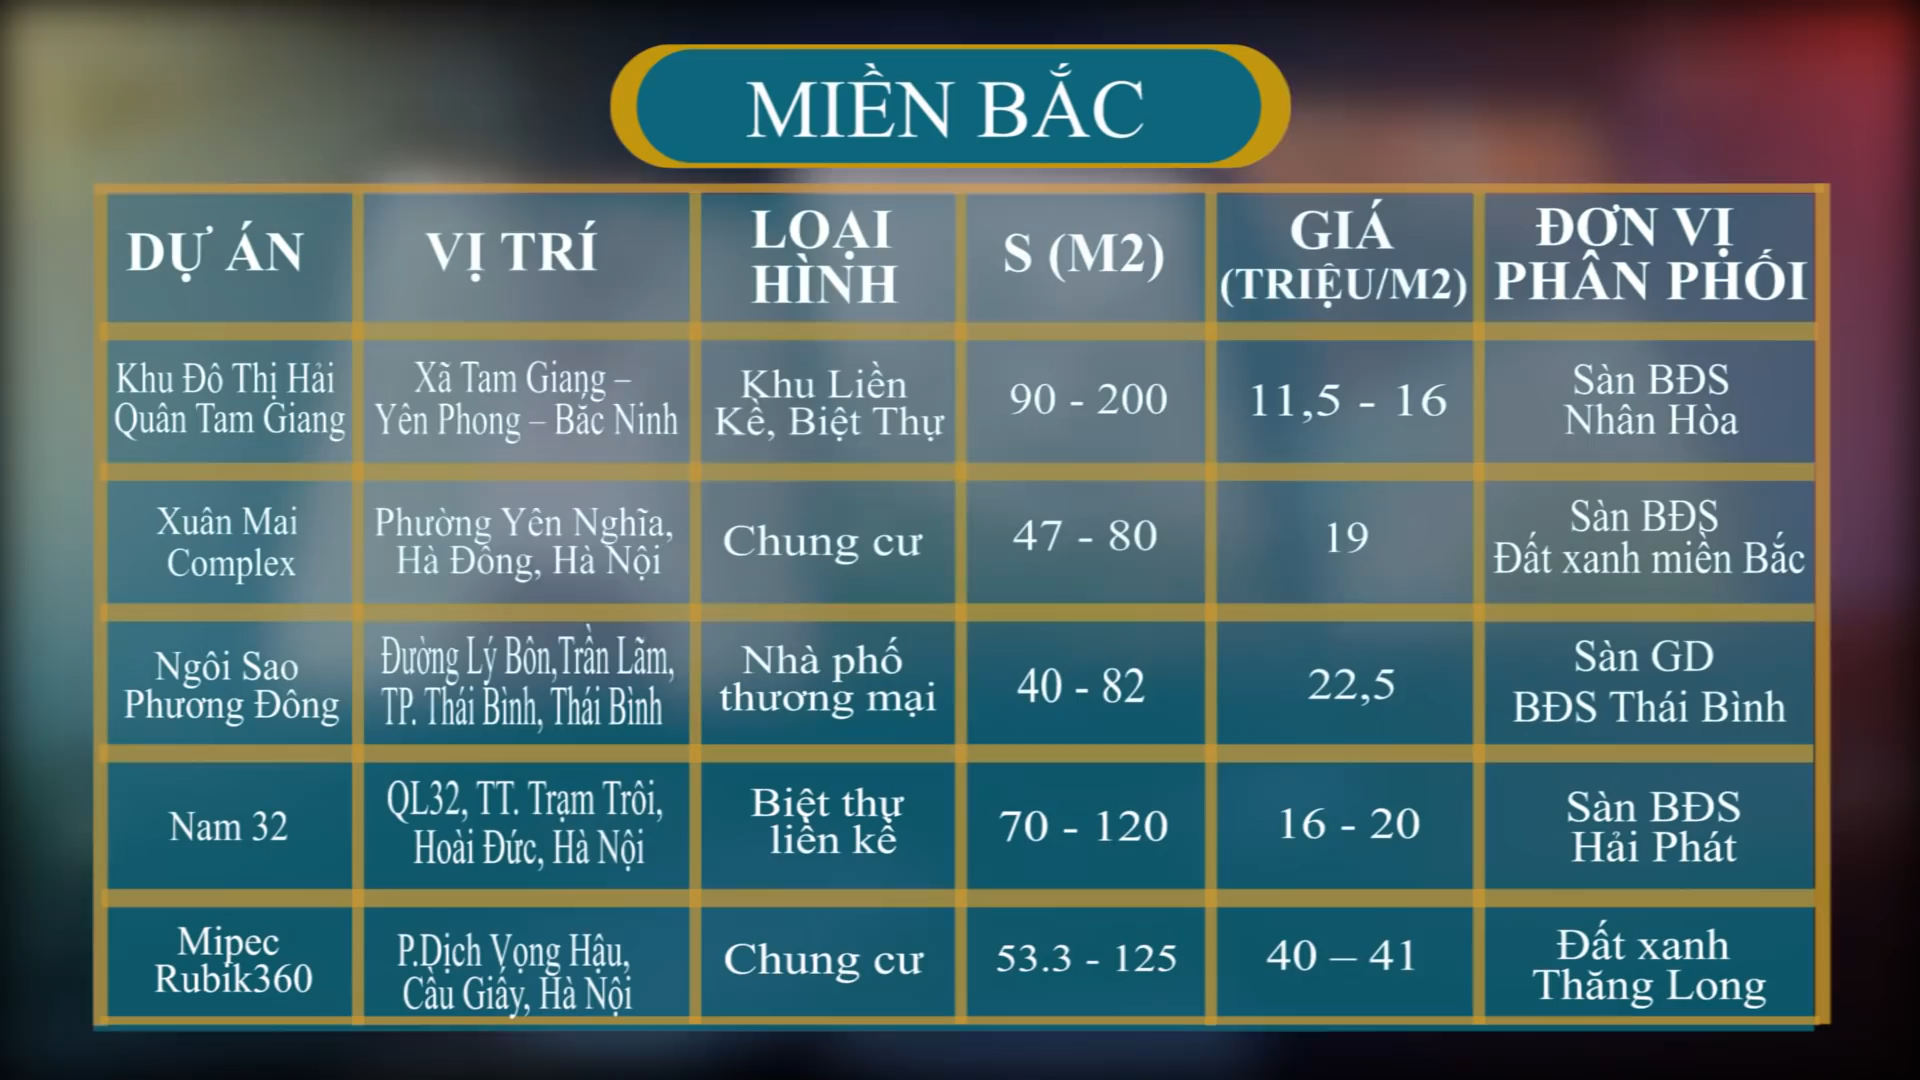 MIỀN BẮC
DỰ ÁN
VỊ TRÍ
LOẠI
HÌNH
S (M2)
GIÁ
(TRIỆU/M2)
ĐƠN VỊ
PHÂN PHỐI
Khu Đô Thị Hải
Quân Tam Giang
Xã Tam Giang –
Yên Phong – Bắc Ninh
Khu Liền
Kề, Biệt Thự
90 - 200
11,5 - 16
Sàn BĐS
Nhân Hòa
Xuân Mai
Complex
Phường Yên Nghĩa,
Hà Đông, Hà Nội
Chung cư
47 - 80
19
Sàn BĐS
Đất xanh miền Bắc
Ngôi Sao
Phương Đông
Đường Lý Bôn,Trần Lãm,
TP. Thái Bình, Thái Bình
Nhà phố
thương mại
40 - 82
22,5
Sàn GD
BĐS Thái Bình
Nam 32
QL32, TT. Trạm Trôi,
Hoài Đức, Hà Nội
Biệt thự
liền kề
70 - 120
16 - 20
Sàn BĐS
Hải Phát
Mipec
Rubik360
P.Dịch Vọng Hậu,
Cầu Giấy, Hà Nội
Chung cư
53.3 - 125
40 – 41
Đất xanh
Thăng Long